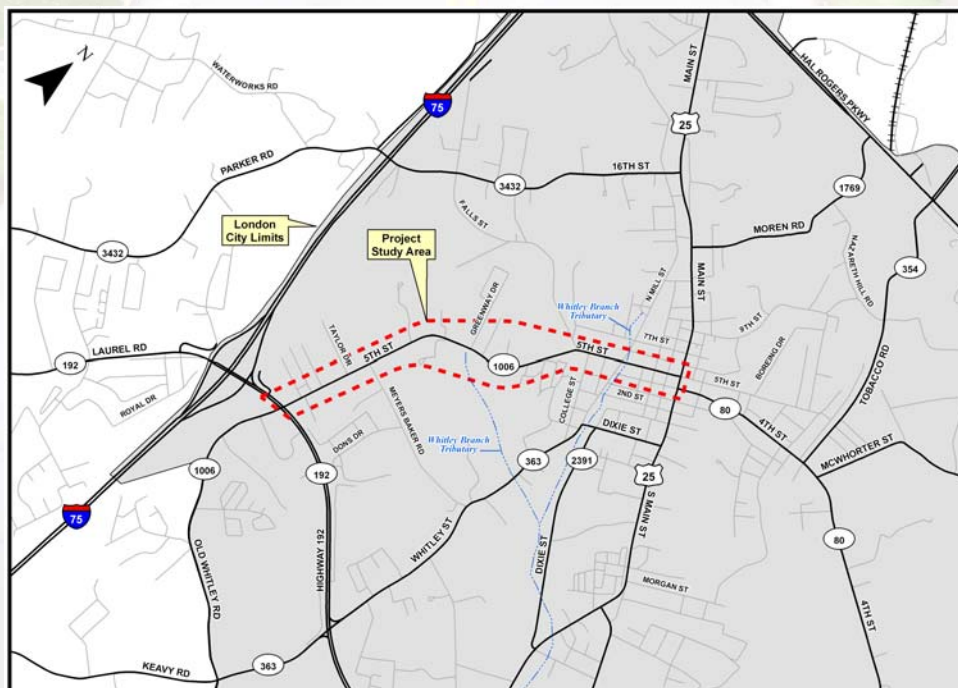 N
WATERWORKS RD
75
MAIN ST
25
HAL ROGERS PKWY
PARKER RD
16TH ST
3432
1769
London
City Limits
FALLS ST
MOREN RD
3432
Project
Study Area
N MILL ST
MAIN ST
NAZARETH HILL RD
354
GREENWAY DR
Whitley Branch
Tributary
7TH ST
9TH ST
TAYLOR DR
5TH ST
5TH ST
BOREING DR
TOBACCO RD
192
LAUREL RD
1006
5TH ST
ROYAL DR
MEYERS BAKER RD
COLLEGE ST
2ND ST
80
4TH ST
DONS DR
Whitley Branch
Tributary
DIXIE ST
MCWHORTER ST
1006
192
363
2391
25
75
WHITLEY ST
S MAIN ST
80
OLD WHITLEY RD
HIGHWAY 192
DIXIE ST
MORGAN ST
4TH ST
KEAVY RD
363